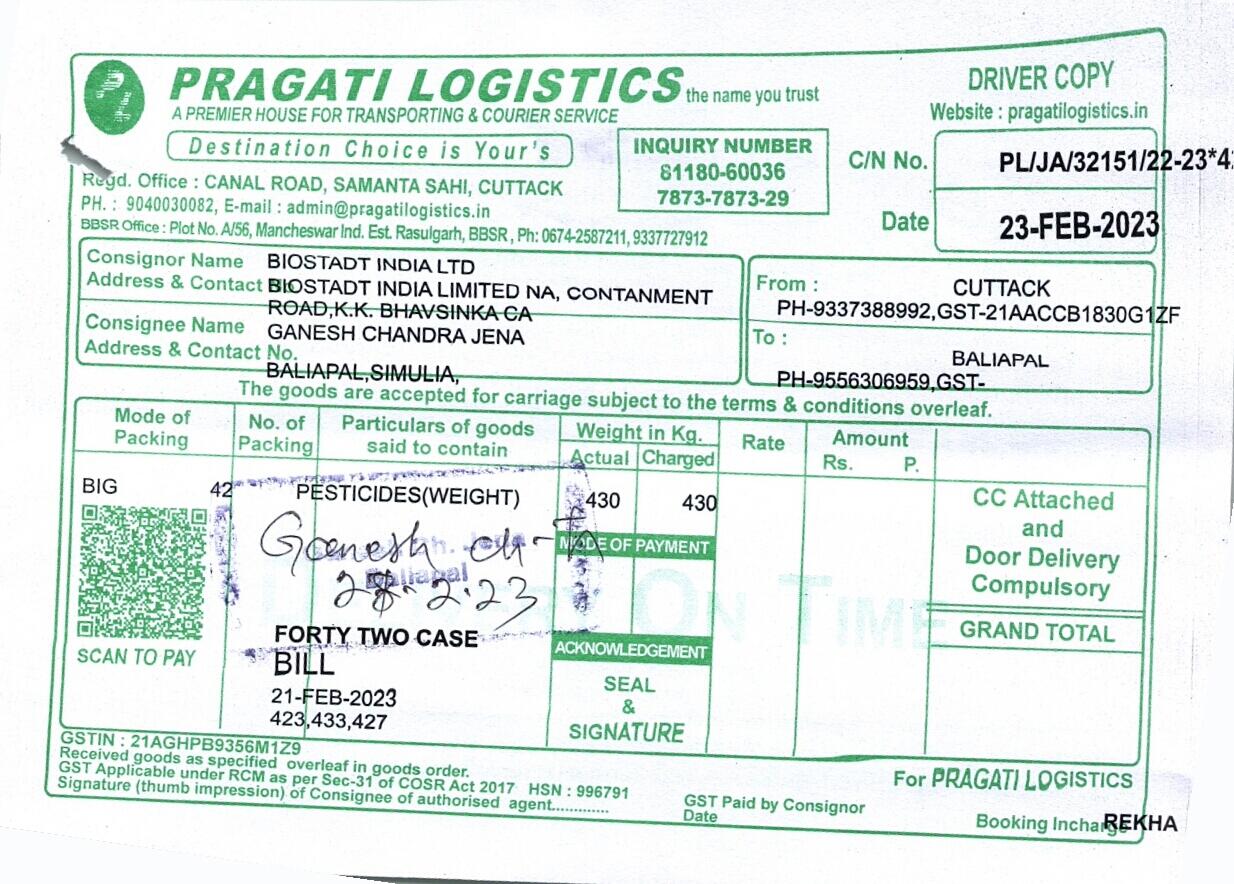 PRAGATI LOGISTICS the name you trust
A PREMIER HOUSE FOR TRANSPORTING & COURIER SERVICE
Destination Choice is Your's
DRIVER COPY
Website : pragatilogistics.in
INQUIRY NUMBER
81180-60036
7873-7873-29
C/N No. PL/JA/32151/22-23*4
Date 23-FEB-2023
Regd. Office : CANAL ROAD, SAMANTA SAHI, CUTTACK
PH. : 9040030082, E-mail : admin@pragatilogistics.in
BBSR Office : Plot No. A/56, Mancheswar Ind. Est. Rasulgarh, BBSR , Ph: 0674-2587211, 9337727912
Consignor Name BIOSTADT INDIA LTD
Address & Contact BIOSTADT INDIA LIMITED NA, CONTANMENT
ROAD,K.K. BHAVSINKA CA
Consignee Name GANESH CHANDRA JENA
Address & Contact No.
BALIAPAL,SIMULIA,
From : CUTTACK
PH-9337388992,GST-21AACCB1830G1ZF
To :
BALIAPAL
PH-9556306959,GST-
The goods are accepted for carriage subject to the terms & conditions overleaf.
Mode of Packing
No. of Packing
Particulars of goods said to contain
Weight in Kg.
Actual Charged
Rate
Amount
Rs. P.
BIG 42 PESTICIDES(WEIGHT) 430 430
CC Attached
and
Door Delivery
Compulsory
MODE OF PAYMENT
Ganesh ch-
Ch. Jena
Baliapal
28-2-23
DELIVERY ON TIME
FORTY TWO CASE
BILL
21-FEB-2023
423,433,427
SCAN TO PAY
GRAND TOTAL
ACKNOWLEDGEMENT
SEAL
&
SIGNATURE
GSTIN : 21AGHPB9356M1Z9
Received goods as specified overleaf in goods order.
GST Applicable under RCM as per Sec-31 of COSR Act 2017 HSN : 996791
Signature (thumb impression) of Consignee of authorised agent.............
GST Paid by Consignor
Date
For PRAGATI LOGISTICS
Booking Incharge REKHA